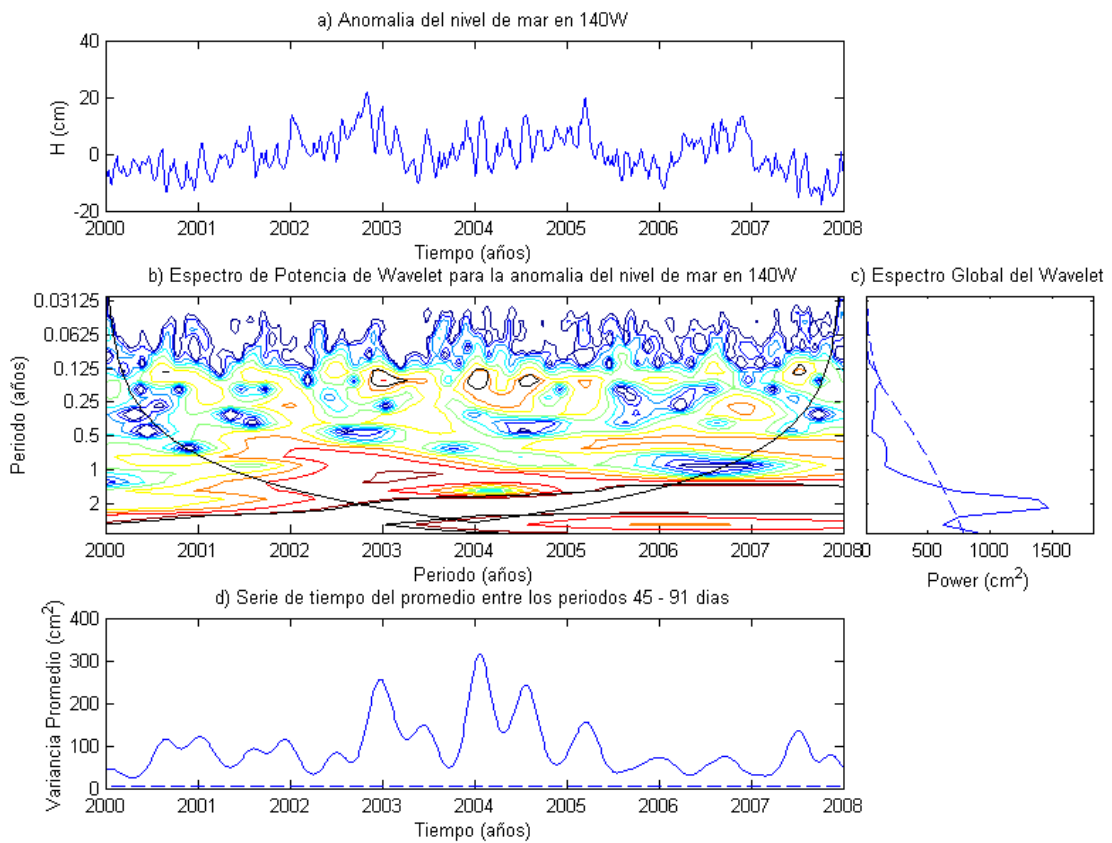 a) Anomalia del nivel de mar en 140W
40
20
0
-20
H (cm)
2000 2001 2002 2003 2004 2005 2006 2007 2008
Tiempo (años)
b) Espectro de Potencia de Wavelet para la anomalia del nivel de mar en 140W
c) Espectro Global del Wavelet
0.03125
0.0625
0.125
0.25
0.5
1
2
Periodo (años)
2000 2001 2002 2003 2004 2005 2006 2007 2008
0 500 1000 1500
Periodo (años)
Power (cm²)
d) Serie de tiempo del promedio entre los periodos 45 - 91 dias
400
300
200
100
0
Variancia Promedio (cm²)
2000 2001 2002 2003 2004 2005 2006 2007 2008
Tiempo (años)